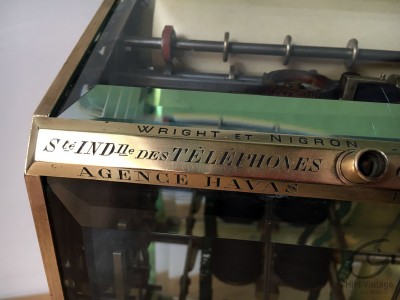 WRIGHT ET NIGRON
Sté INDlle DES TÉLÉPHONES
AGENCE HAVAS